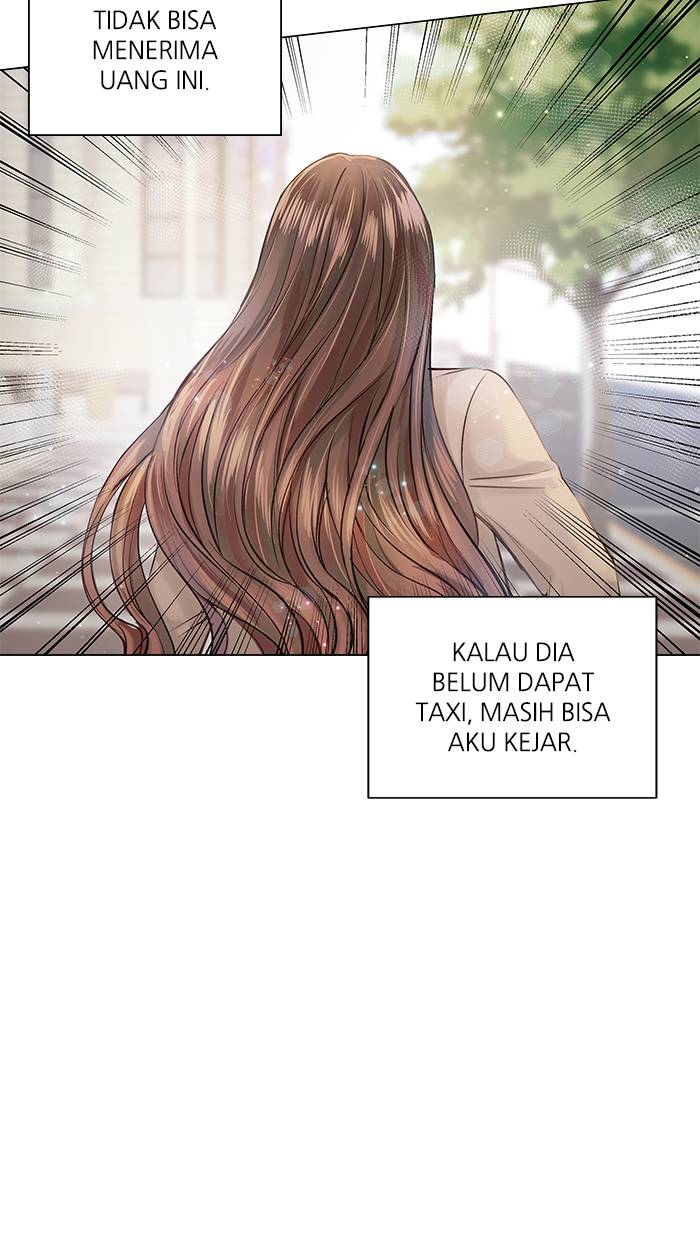 TIDAK BISA
MENERIMA
UANG INI.
KALAU DIA
BELUM DAPAT
TAXI, MASIH BISA
AKU KEJAR.